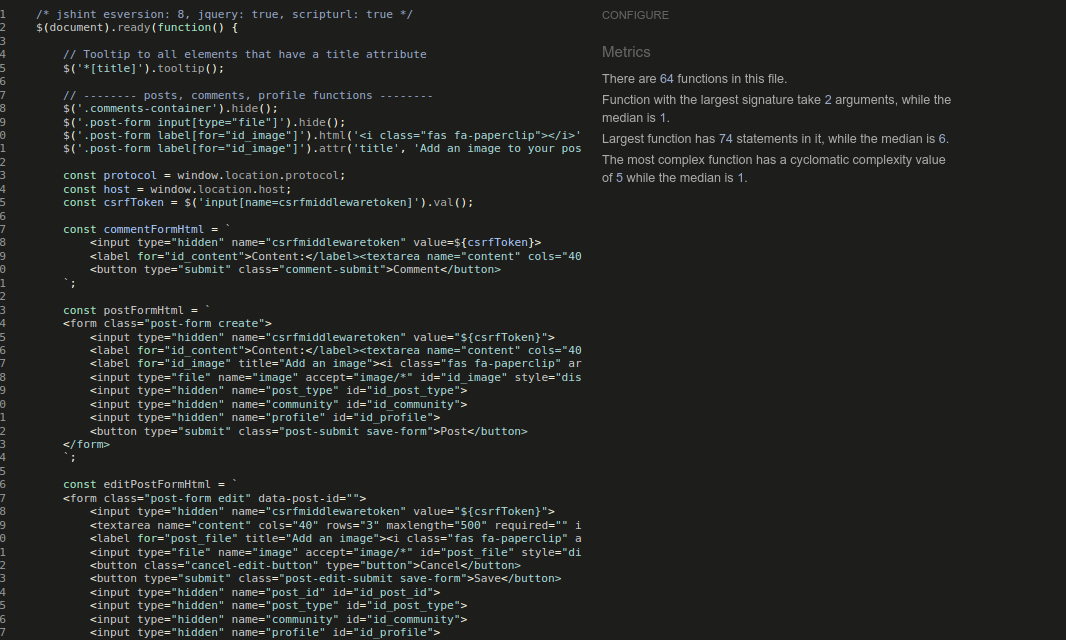 1 /* jshint esversion: 8, jquery: true, scripturl: true */
2 $(document).ready(function() {
3
4 // Tooltip to all elements that have a title attribute
5 $('*[title]').tooltip();
6
7 // -------- posts, comments, profile functions --------
8 $('.comments-container').hide();
9 $('.post-form input[type="file"]').hide();
0 $('.post-form label[for="id_image"]').html('<i class="fas fa-paperclip"></i>'
1 $('.post-form label[for="id_image"]').attr('title', 'Add an image to your pos
2
3 const protocol = window.location.protocol;
4 const host = window.location.host;
5 const csrfToken = $('input[name=csrfmiddlewaretoken]').val();
6
7 const commentFormHtml = `
8 <input type="hidden" name="csrfmiddlewaretoken" value=${csrfToken}>
9 <label for="id_content">Content:</label><textarea name="content" cols="40
0 <button type="submit" class="comment-submit">Comment</button>
1 `;
2
3 const postFormHtml = `
4 <form class="post-form create">
5 <input type="hidden" name="csrfmiddlewaretoken" value="${csrfToken}">
6 <label for="id_content">Content:</label><textarea name="content" cols="40
7 <label for="id_image" title="Add an image"><i class="fas fa-paperclip" ar
8 <input type="file" name="image" accept="image/*" id="id_image" style="dis
9 <input type="hidden" name="post_type" id="id_post_type">
0 <input type="hidden" name="community" id="id_community">
1 <input type="hidden" name="profile" id="id_profile">
2 <button type="submit" class="post-submit save-form">Post</button>
3 </form>
4 `;
5
6 const editPostFormHtml = `
7 <form class="post-form edit" data-post-id="">
8 <input type="hidden" name="csrfmiddlewaretoken" value="${csrfToken}">
9 <textarea name="content" cols="40" rows="3" maxlength="500" required="" i
0 <label for="post_file" title="Add an image"><i class="fas fa-paperclip" a
1 <input type="file" name="image" accept="image/*" id="post_file" style="di
2 <button class="cancel-edit-button" type="button">Cancel</button>
3 <button type="submit" class="post-edit-submit save-form">Save</button>
4 <input type="hidden" name="post_id" id="id_post_id">
5 <input type="hidden" name="post_type" id="id_post_type">
6 <input type="hidden" name="community" id="id_community">
7 <input type="hidden" name="profile" id="id_profile">
CONFIGURE
Metrics
There are 64 functions in this file.
Function with the largest signature take 2 arguments, while the
median is 1.
Largest function has 74 statements in it, while the median is 6.
The most complex function has a cyclomatic complexity value
of 5 while the median is 1.